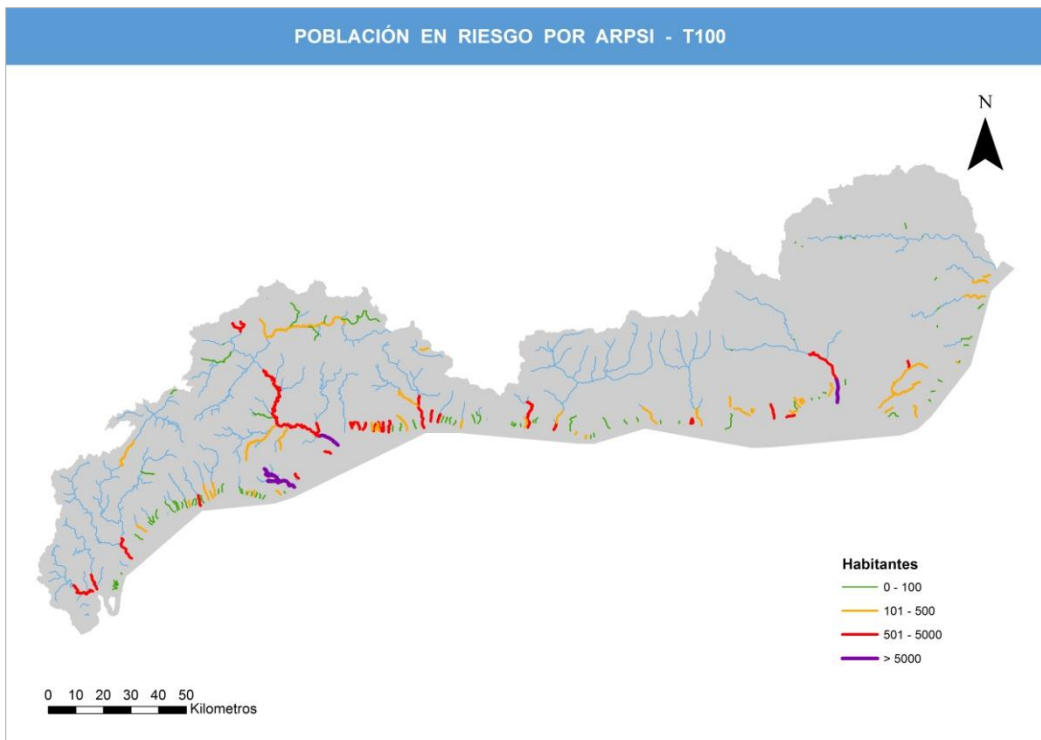 POBLACIÓN EN RIESGO POR ARPSI - T100
N
Habitantes
0 - 100
101 - 500
501 - 5000
> 5000
0 10 20 30 40 50
Kilometros